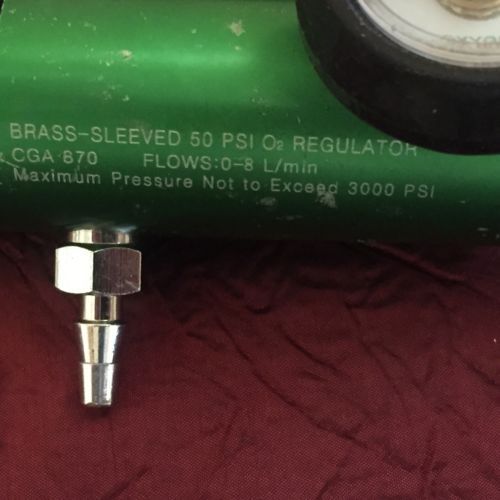 BRASS-SLEEVED 50 PSI O₂ REGULATOR
CGA 870 FLOWS:0-8 L/min
Maximum Pressure Not to Exceed 3000 PSI